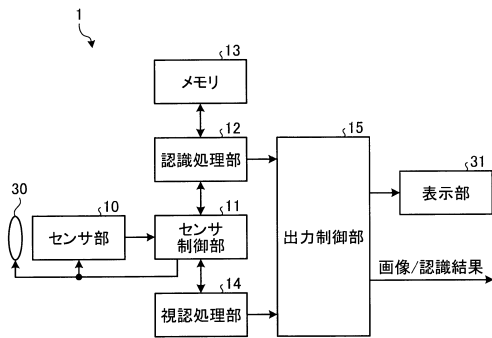 1
13
メモリ
12
認識処理部
15
31
表示部
30
10
センサ部
11
センサ
制御部
出力制御部
画像/認識結果
14
視認処理部